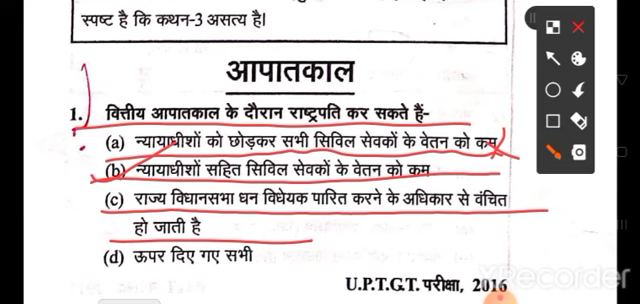 स्पष्ट है कि कथन-3 असत्य है।
आपातकाल
1. वित्तीय आपातकाल के दौरान राष्ट्रपति कर सकते हैं-
(a) न्यायाधीशों को छोड़कर सभी सिविल सेवकों के वेतन को कम
(b) न्यायाधीशों सहित सिविल सेवकों के वेतन को कम
(c) राज्य विधानसभा धन विधेयक पारित करने के अधिकार से वंचित
हो जाती है
(d) ऊपर दिए गए सभी
U.P.T.G.T. परीक्षा, 2016
XRecorder